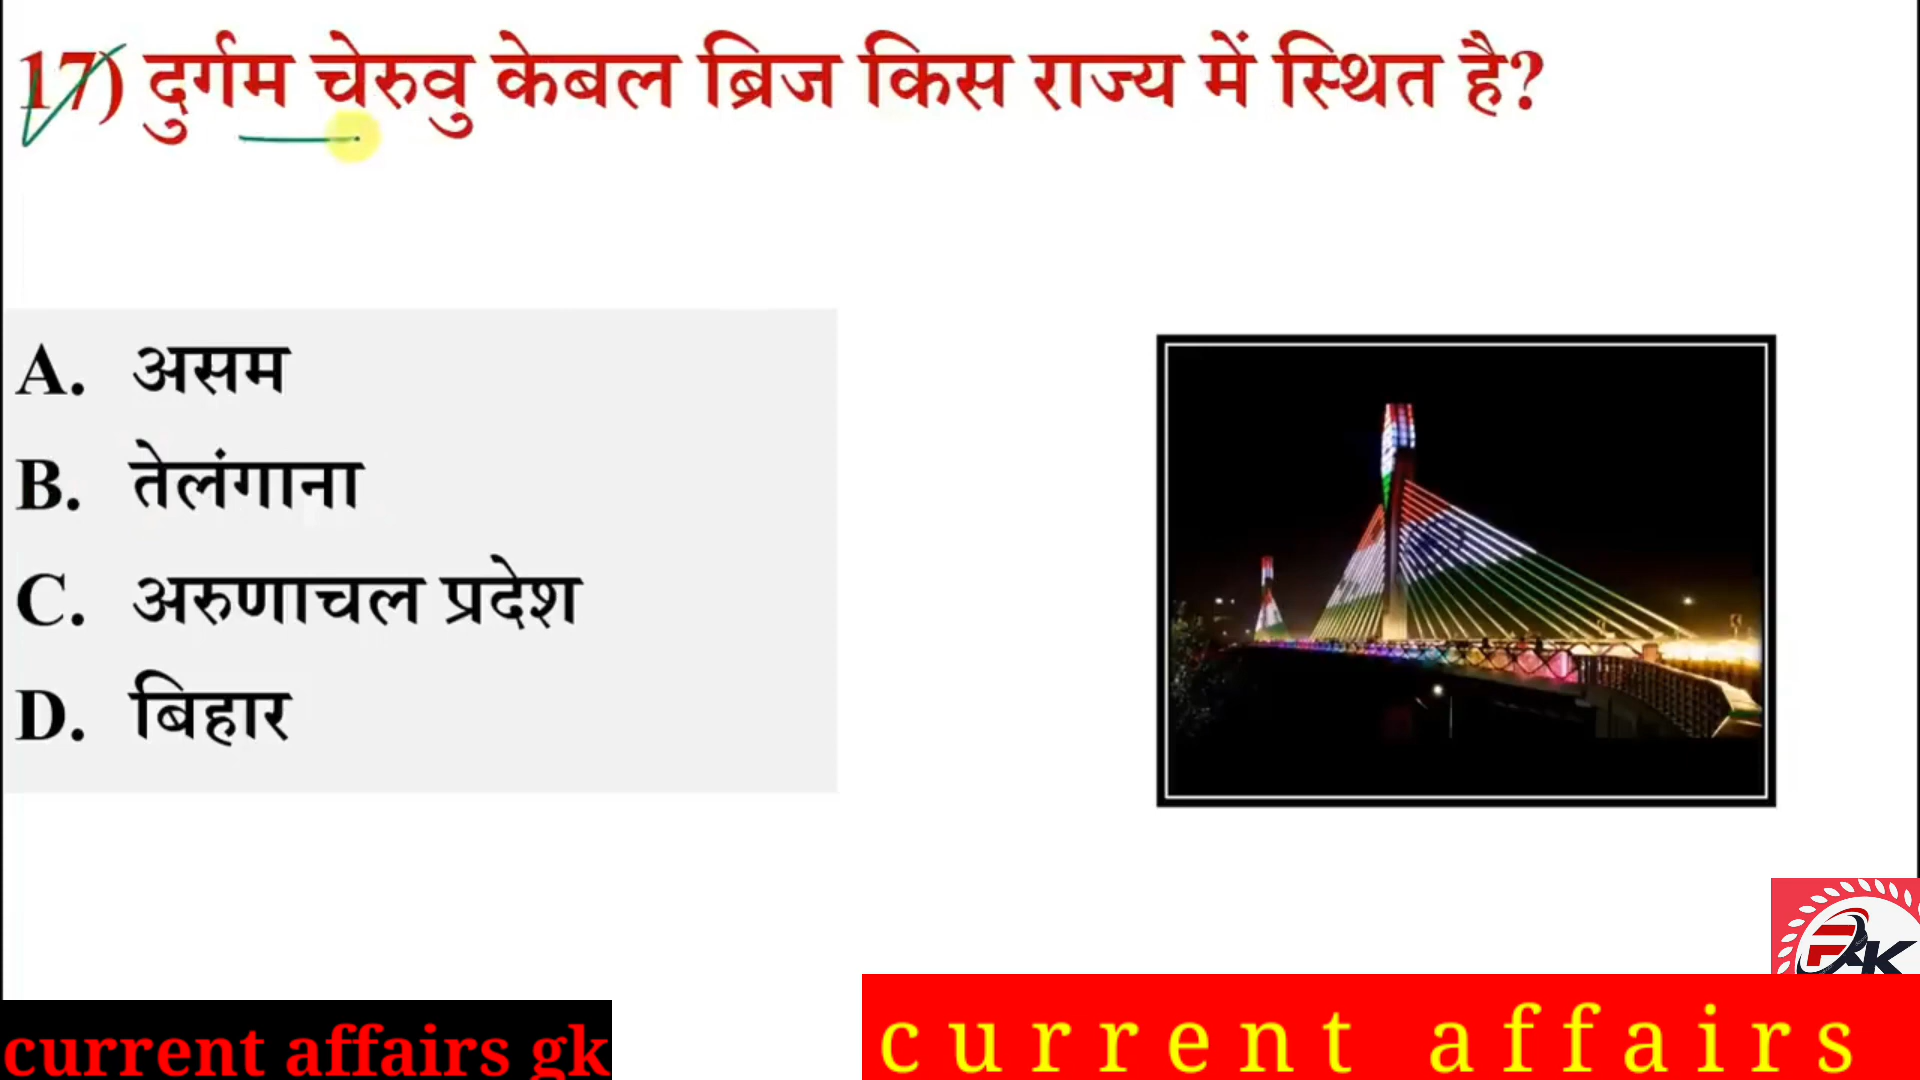 17) दुर्गम चेरुवु केबल ब्रिज किस राज्य में स्थित है?
A. असम
B. तेलंगाना
C. अरुणाचल प्रदेश
D. बिहार
current affairs gk
current affairs